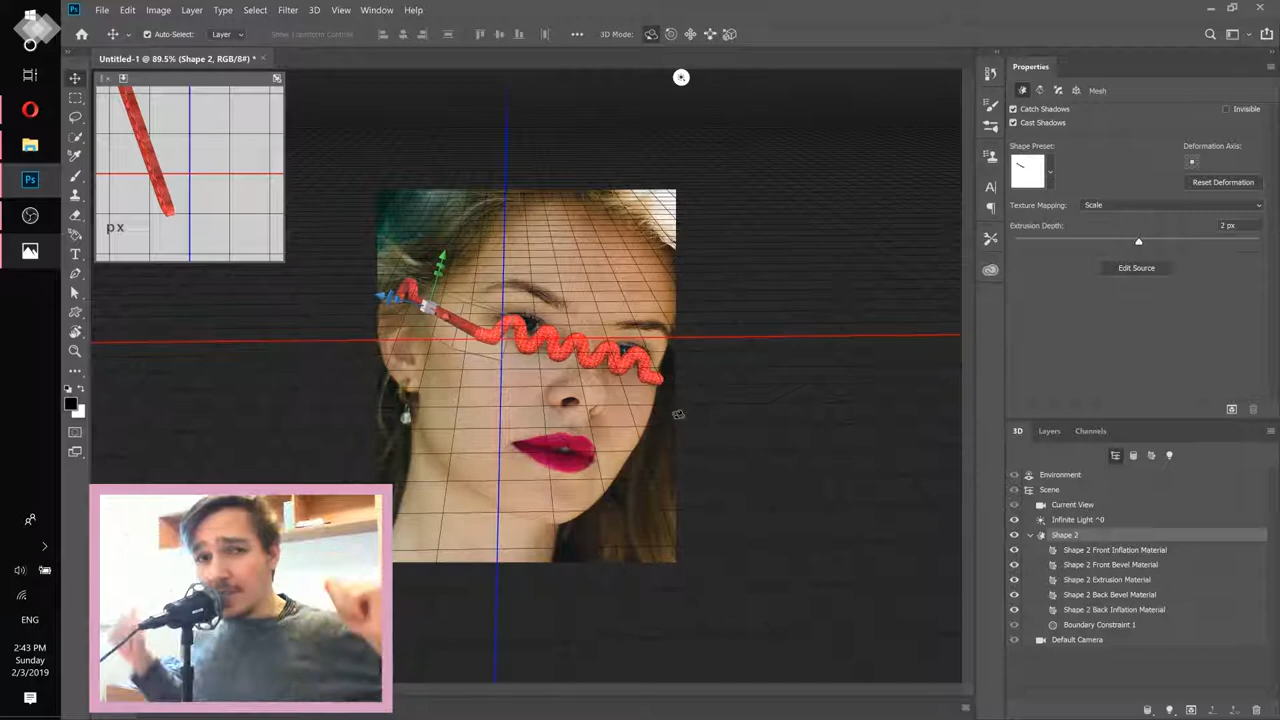 File Edit Image Layer Type Select Filter 3D View Window Help
Auto-Select: Layer Show Transform Controls 3D Mode:
Untitled-1 @ 89.5% (Shape 2, RGB/8#) *
px
Properties
Mesh
Catch Shadows Invisible
Cast Shadows
Shape Preset: Deformation Axis:
Reset Deformation
Texture Mapping: Scale
Extrusion Depth: 2 px
Edit Source
3D Layers Channels
Environment
Scene
Current View
Infinite Light ^0
Shape 2
Shape 2 Front Inflation Material
Shape 2 Front Bevel Material
Shape 2 Extrusion Material
Shape 2 Back Bevel Material
Shape 2 Back Inflation Material
Boundary Constraint 1
Default Camera
Ps
Ps
ENG
2:43 PM
Sunday
2/3/2019